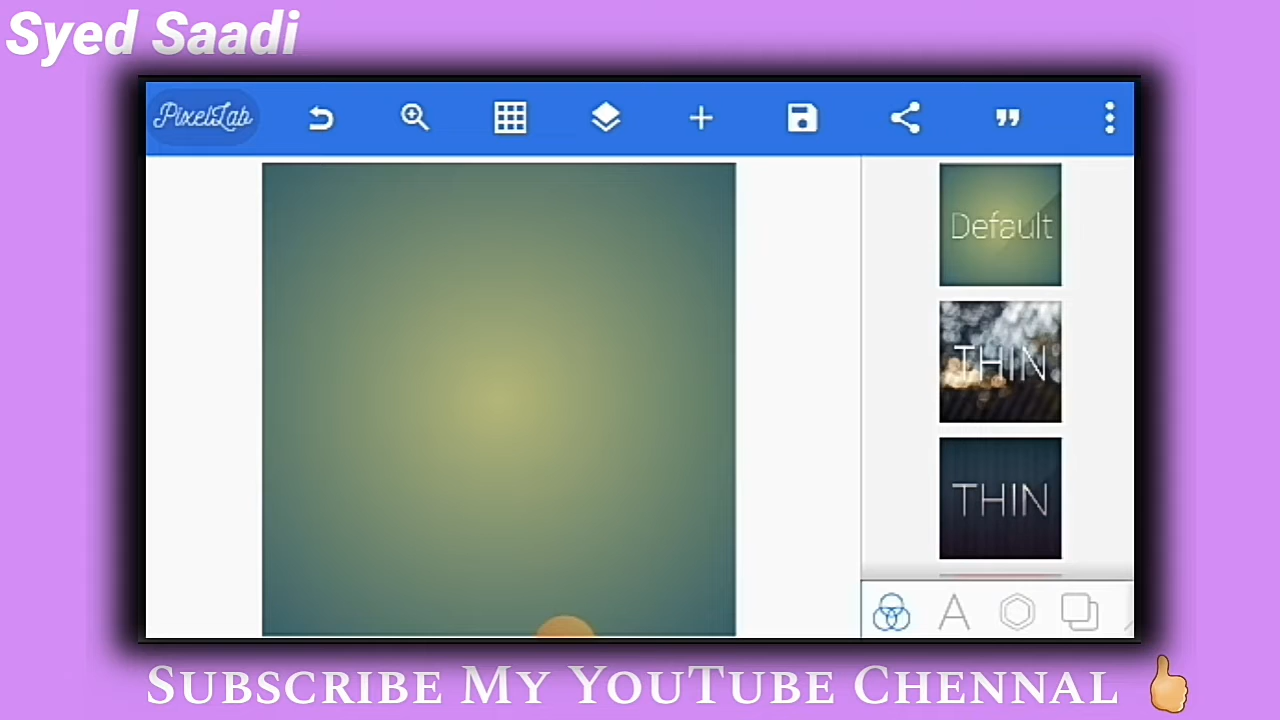 Syed Saadi
PixelLab
Default
THIN
THIN
SUBSCRIBE MY YOUTUBE CHENNAL